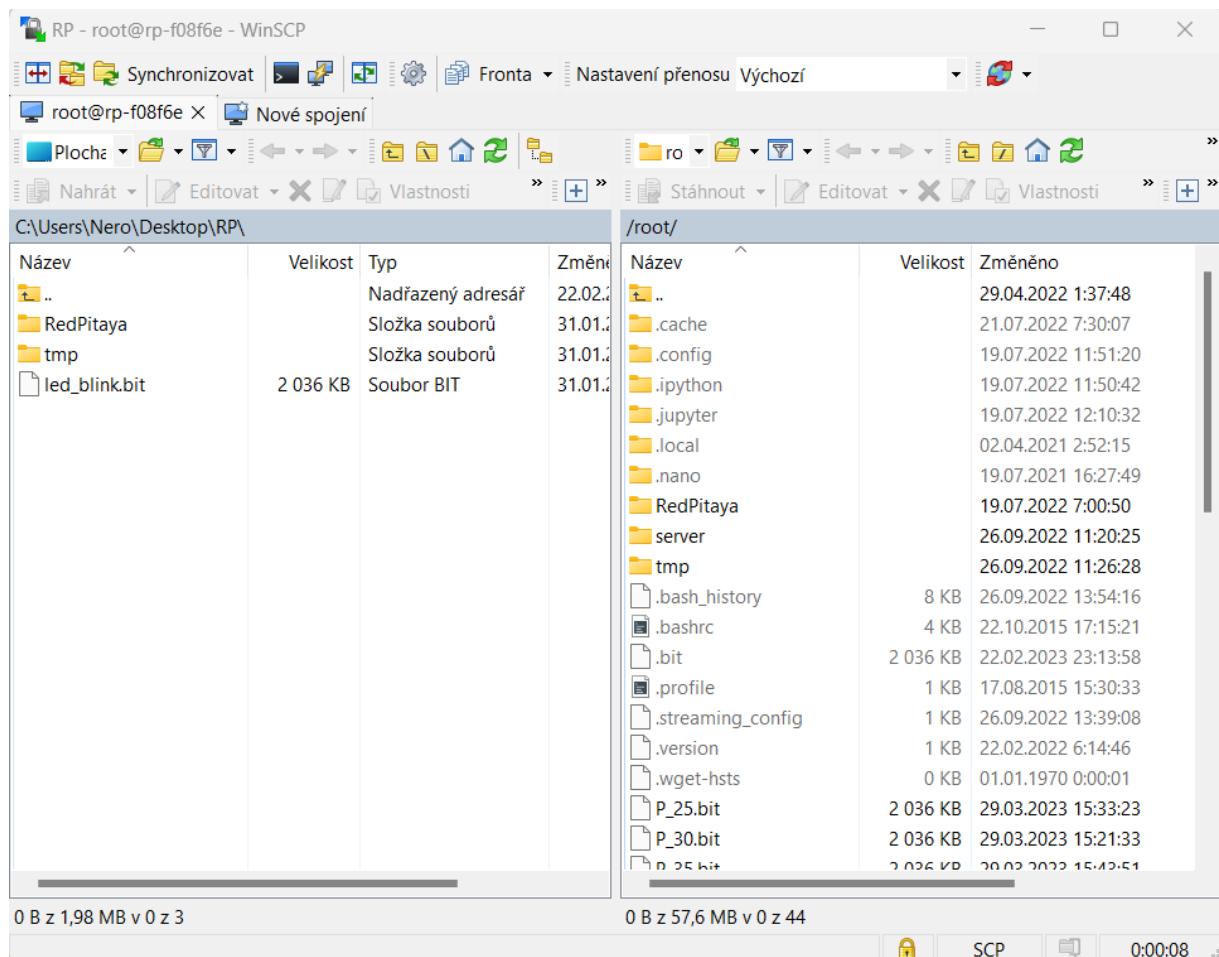 RP - root@rp-f08f6e - WinSCP
Synchronizovat Fronta Nastavení přenosu Výchozí
root@rp-f08f6e Nové spojení
Plocha ro
Nahrát Editovat Vlastnosti » » Stáhnout Editovat Vlastnosti » »
C:\Users\Nero\Desktop\RP\ /root/
Název Velikost Typ Změně Název Velikost Změněno
.. Nadřazený adresář 22.02.2 .. 29.04.2022 1:37:48
RedPitaya Složka souborů 31.01.2 .cache 21.07.2022 7:30:07
tmp Složka souborů 31.01.2 .config 19.07.2022 11:51:20
led_blink.bit 2 036 KB Soubor BIT 31.01.2 .ipython 19.07.2022 11:50:42
.jupyter 19.07.2022 12:10:32
.local 02.04.2021 2:52:15
.nano 19.07.2021 16:27:49
RedPitaya 19.07.2022 7:00:50
server 26.09.2022 11:20:25
tmp 26.09.2022 11:26:28
.bash_history 8 KB 26.09.2022 13:54:16
.bashrc 4 KB 22.10.2015 17:15:21
.bit 2 036 KB 22.02.2023 23:13:58
.profile 1 KB 17.08.2015 15:30:33
.streaming_config 1 KB 26.09.2022 13:39:08
.version 1 KB 22.02.2022 6:14:46
.wget-hsts 0 KB 01.01.1970 0:00:01
P_25.bit 2 036 KB 29.03.2023 15:33:23
P_30.bit 2 036 KB 29.03.2023 15:21:33
P_35.bit 2 036 KB 29.03.2023 15:43:51
0 B z 1,98 MB v 0 z 3 0 B z 57,6 MB v 0 z 44
SCP 0:00:08